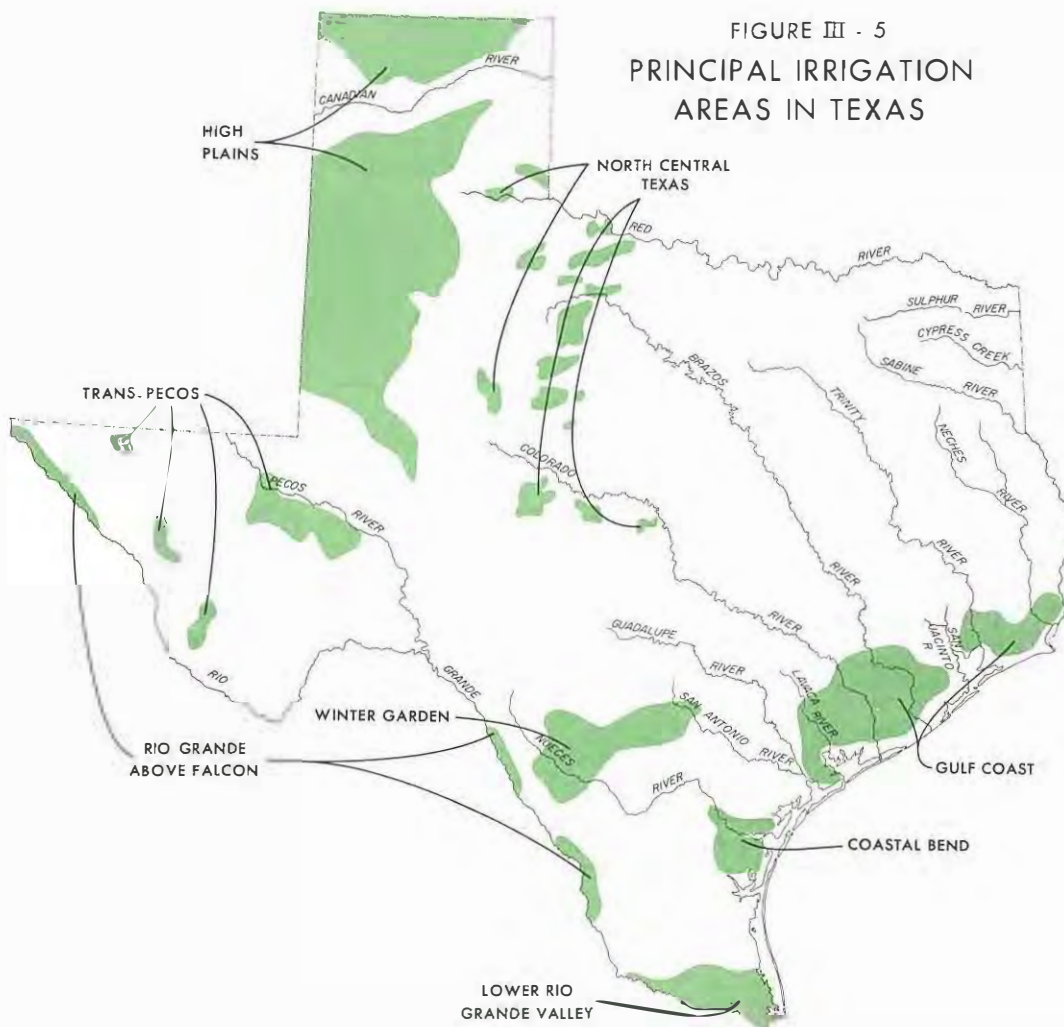 FIGURE III - 5
PRINCIPAL IRRIGATION
AREAS IN TEXAS
RIVER
CANADIAN
HIGH
PLAINS
NORTH CENTRAL
TEXAS
RED
RIVER
SULPHUR RIVER
CYPRESS CREEK
SABINE
RIVER
BRAZOS
TRINITY
NECHES
TRANS-PECOS
COLORADO
PECOS
RIVER
RIVER
RIVER
RIVER
RIVER
SAN
JACINTO
R
GUADALUPE
RIVER
LAVACA RIVER
RIO
GRANDE
WINTER GARDEN
NUECES
SAN ANTONIO
RIVER
RIO GRANDE
ABOVE FALCON
GULF COAST
RIVER
COASTAL BEND
LOWER RIO
GRANDE VALLEY